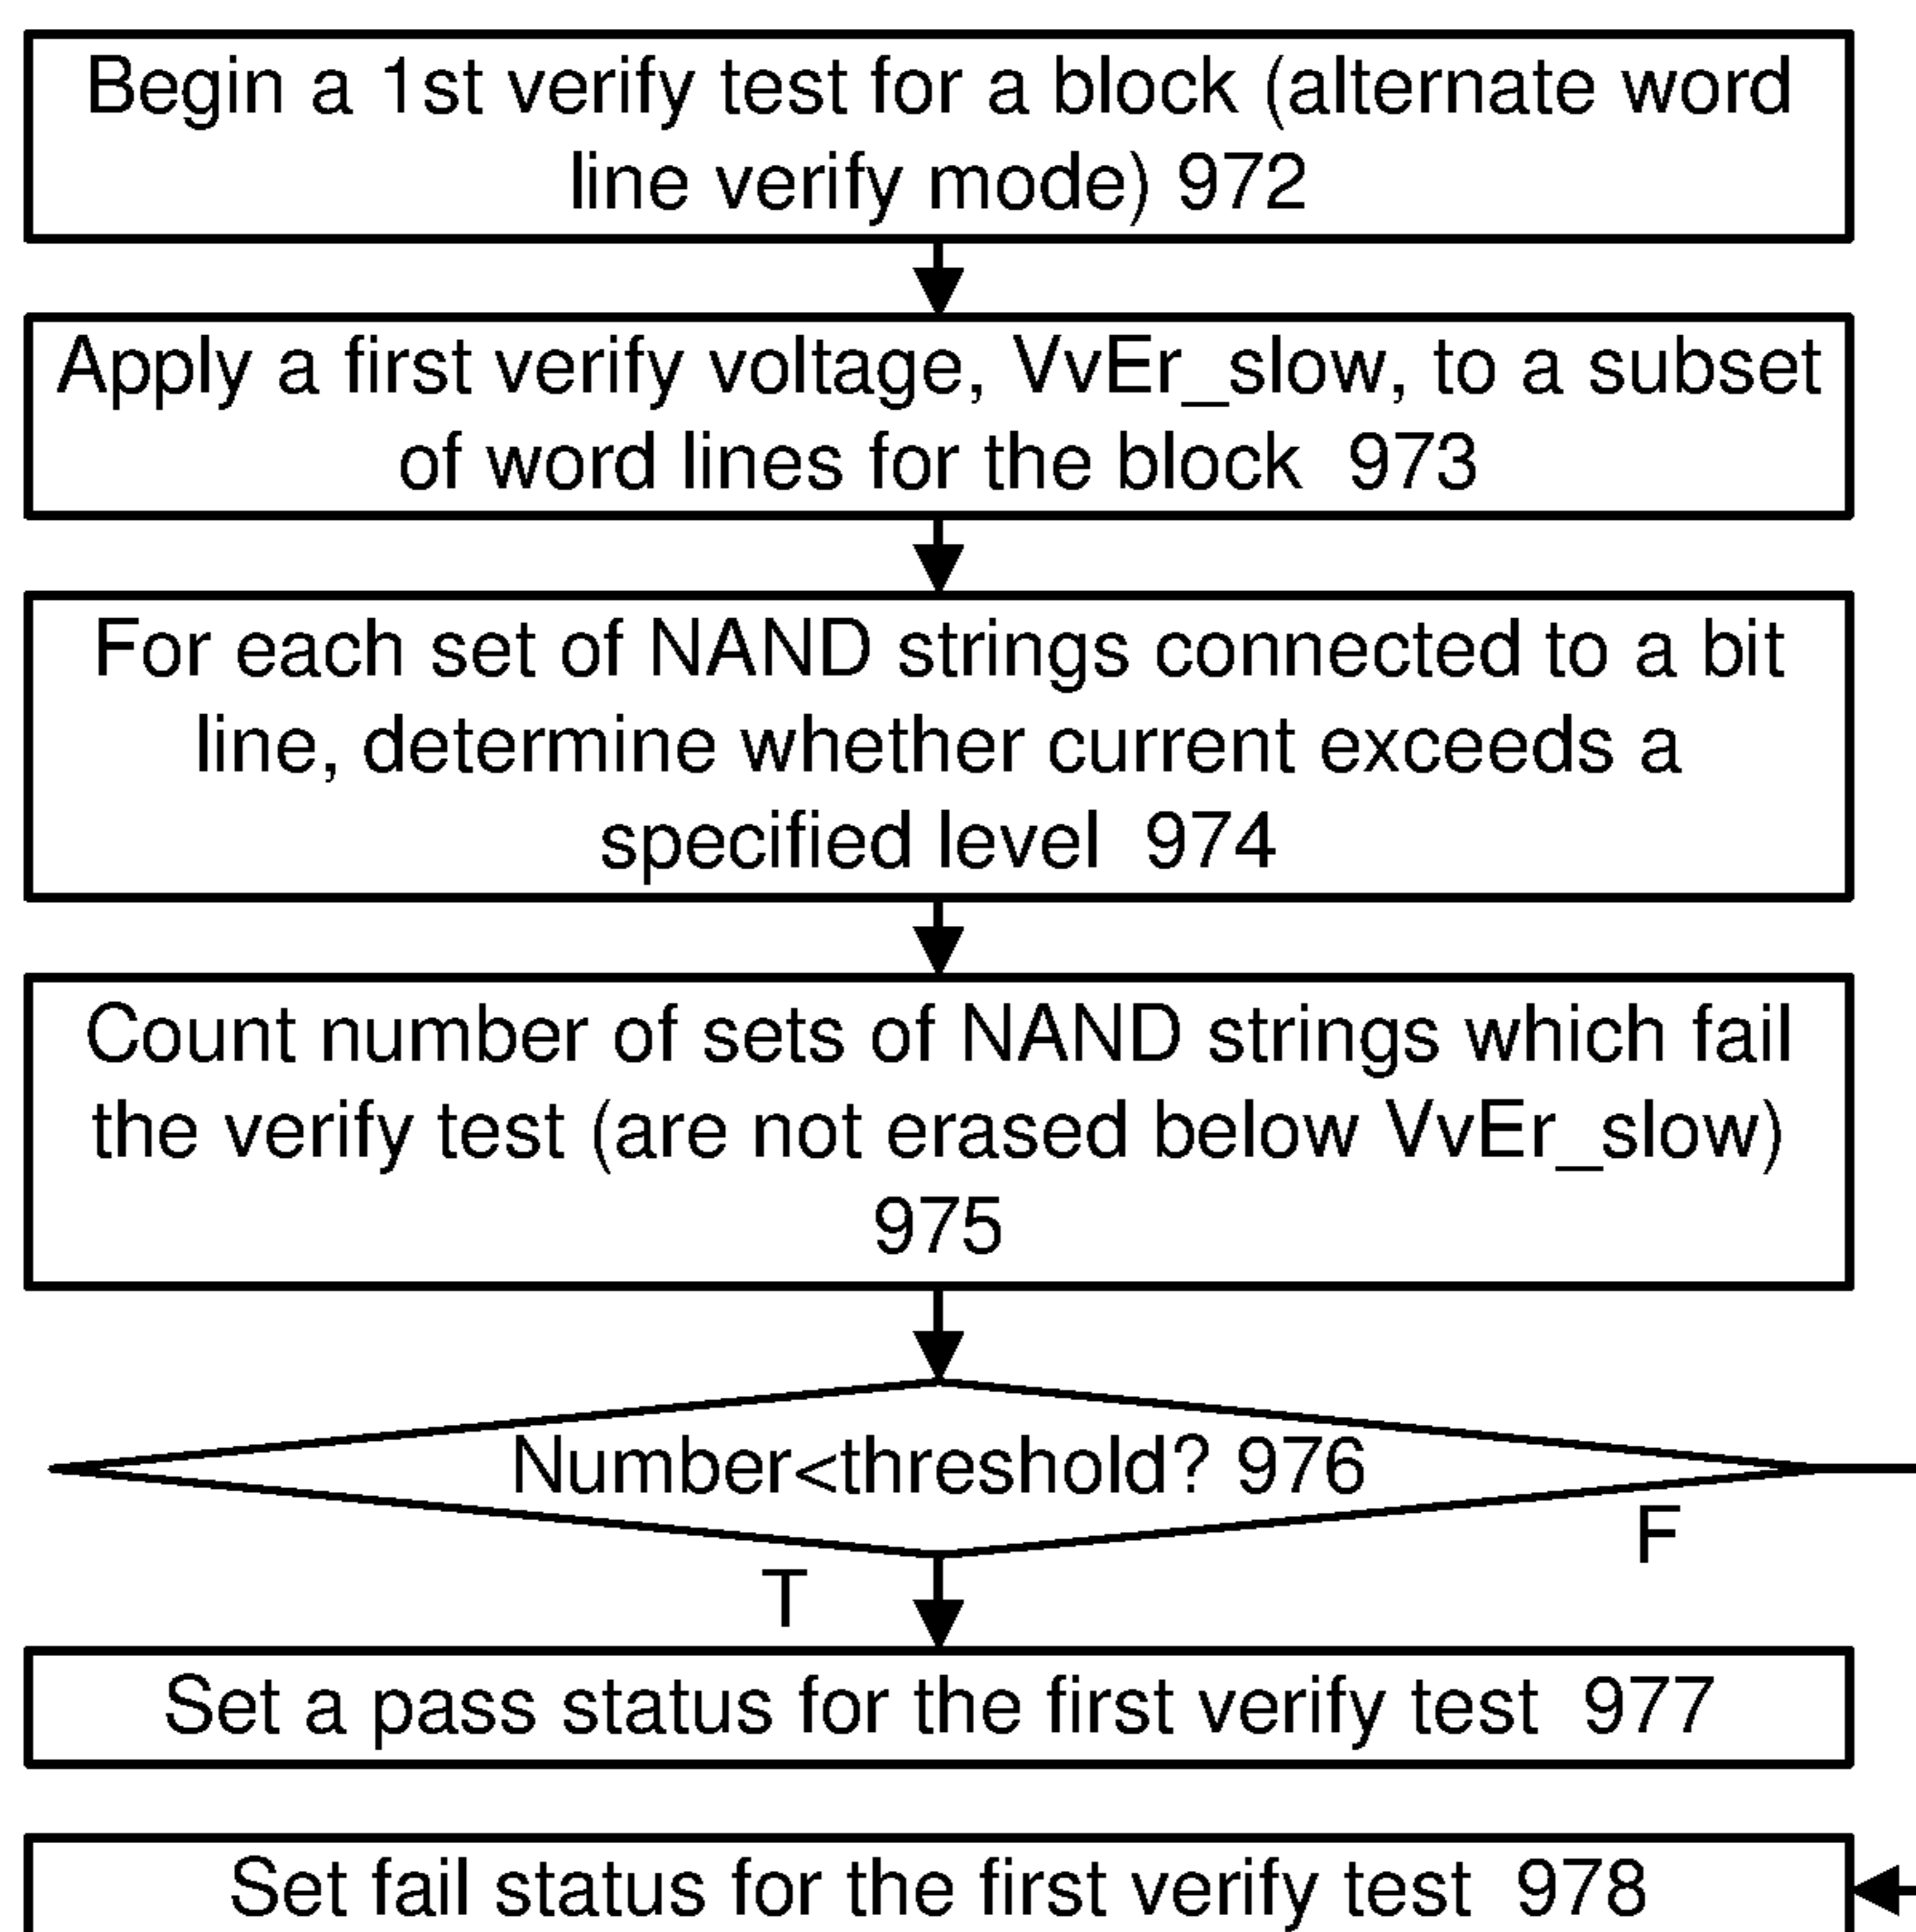 Begin a 1st verify test for a block (alternate word
line verify mode) 972
Apply a first verify voltage, VvEr_slow, to a subset
of word lines for the block 973
For each set of NAND strings connected to a bit
line, determine whether current exceeds a
specified level 974
Count number of sets of NAND strings which fail
the verify test (are not erased below VvEr_slow)
975
Number<threshold? 976
F
T
Set a pass status for the first verify test 977
Set fail status for the first verify test 978